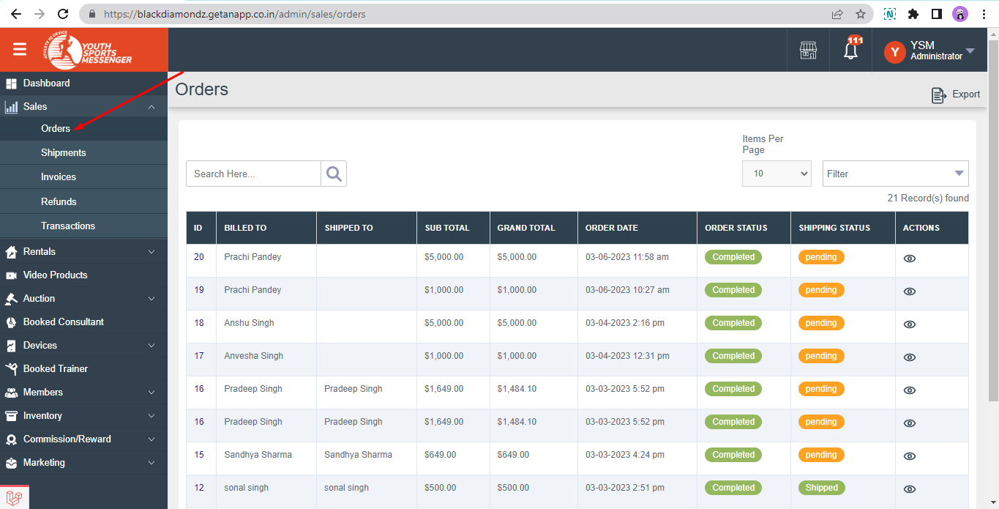 https://blackdiamondz.getanapp.co.in/admin/sales/orders
ATHLETE IQ DEVICE
YOUTH
SPORTS
MESSENGER
111
Y
YSM
Administrator
Dashboard
Sales
Orders
Shipments
Invoices
Refunds
Transactions
Rentals
Video Products
Auction
Booked Consultant
Devices
Booked Trainer
Members
Inventory
Commission/Reward
Marketing
Orders
Export
Items Per
Page
Search Here...
10
Filter
21 Record(s) found
ID BILLED TO SHIPPED TO SUB TOTAL GRAND TOTAL ORDER DATE ORDER STATUS SHIPPING STATUS ACTIONS
20 Prachi Pandey $5,000.00 $5,000.00 03-06-2023 11:58 am Completed pending
19 Prachi Pandey $1,000.00 $1,000.00 03-06-2023 10:27 am Completed pending
18 Anshu Singh $5,000.00 $5,000.00 03-04-2023 2:16 pm Completed pending
17 Anvesha Singh $1,000.00 $1,000.00 03-04-2023 12:31 pm Completed pending
16 Pradeep Singh Pradeep Singh $1,649.00 $1,484.10 03-03-2023 5:52 pm Completed pending
16 Pradeep Singh Pradeep Singh $1,649.00 $1,484.10 03-03-2023 5:52 pm Completed pending
15 Sandhya Sharma Sandhya Sharma $649.00 $649.00 03-03-2023 4:24 pm Completed pending
12 sonal singh sonal singh $500.00 $500.00 03-03-2023 2:51 pm Completed Shipped